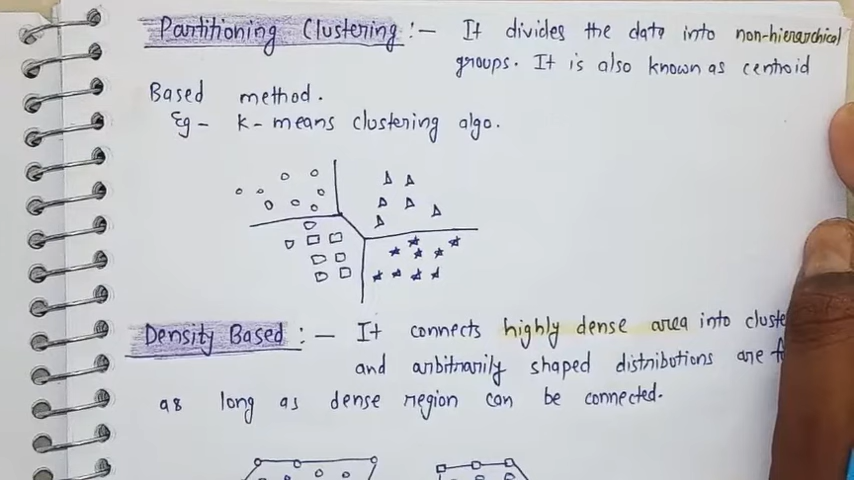 Partitioning Clustering :- It divides the data into non-hierarchical
groups. It is also known as centroid
Based method.
Eg- K-means clustering algo.
Density Based :- It connects highly dense area into
and arbitrarily shaped distributions are
as long as dense region can be connected.